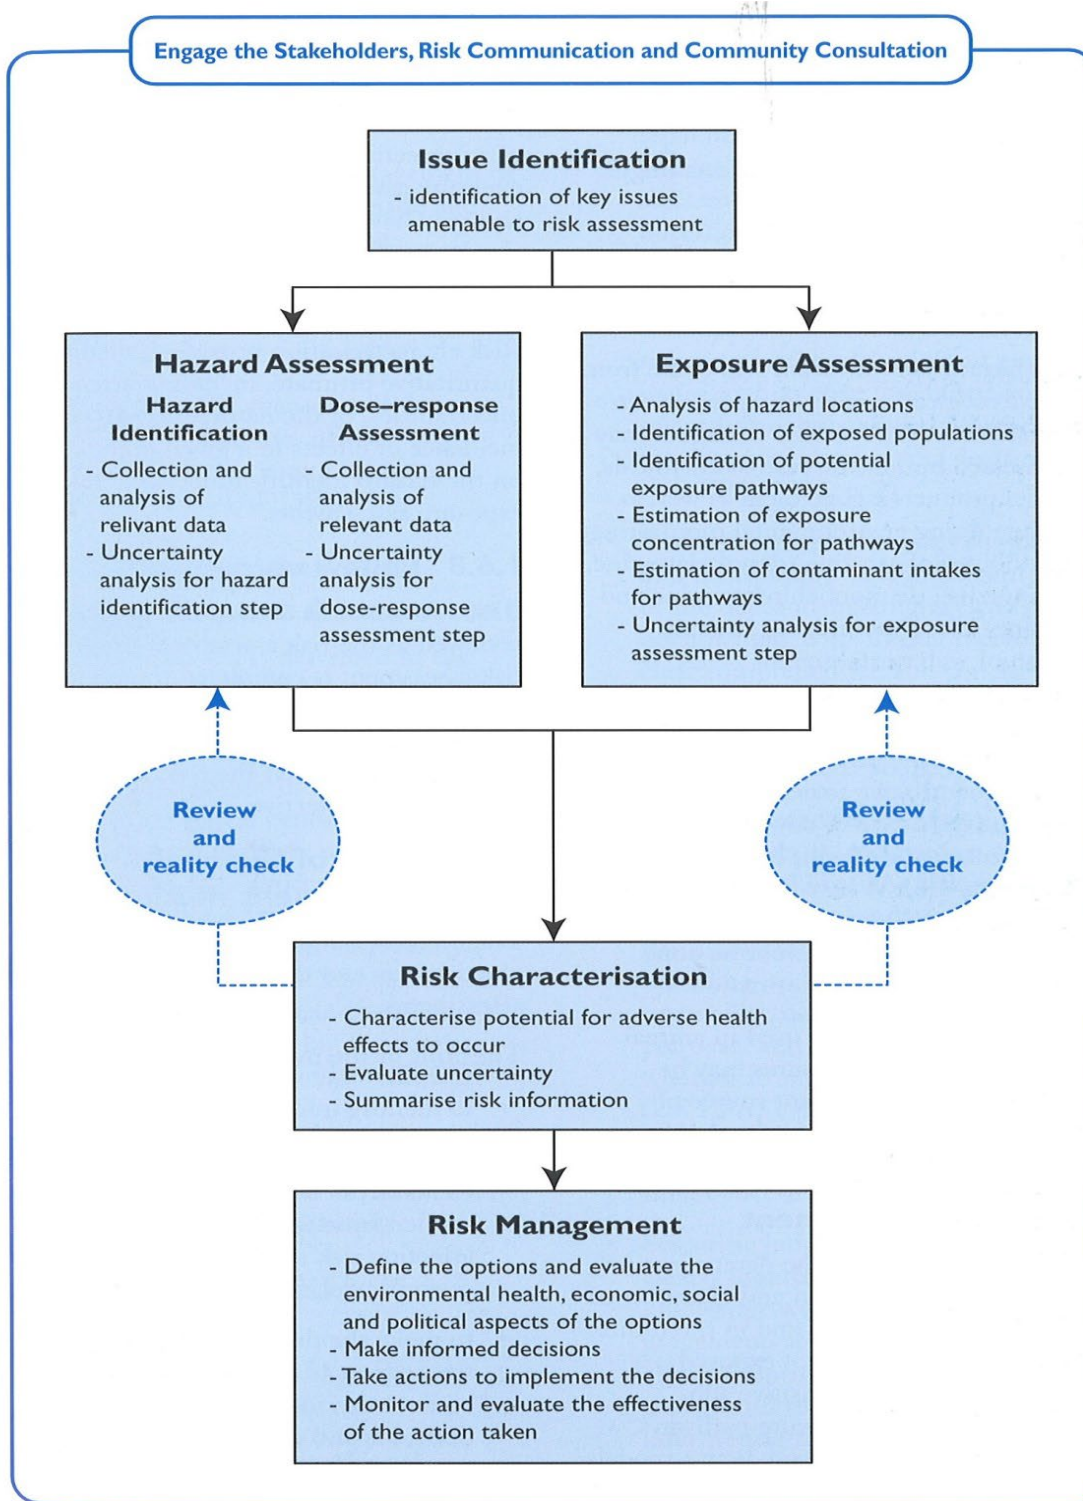 Engage the Stakeholders, Risk Communication and Community Consultation
Issue Identification
- identification of key issues
amenable to risk assessment
Hazard Assessment
Hazard
Identification
- Collection and
analysis of
relivant data
- Uncertainty
analysis for hazard
identification step
Dose–response
Assessment
- Collection and
analysis of
relevant data
- Uncertainty
analysis for
dose-response
assessment step
Exposure Assessment
- Analysis of hazard locations
- Identification of exposed populations
- Identification of potential
exposure pathways
- Estimation of exposure
concentration for pathways
- Estimation of contaminant intakes
for pathways
- Uncertainty analysis for exposure
assessment step
Review
and
reality check
Review
and
reality check
Risk Characterisation
- Characterise potential for adverse health
effects to occur
- Evaluate uncertainty
- Summarise risk information
Risk Management
- Define the options and evaluate the
environmental health, economic, social
and political aspects of the options
- Make informed decisions
- Take actions to implement the decisions
- Monitor and evaluate the effectiveness
of the action taken